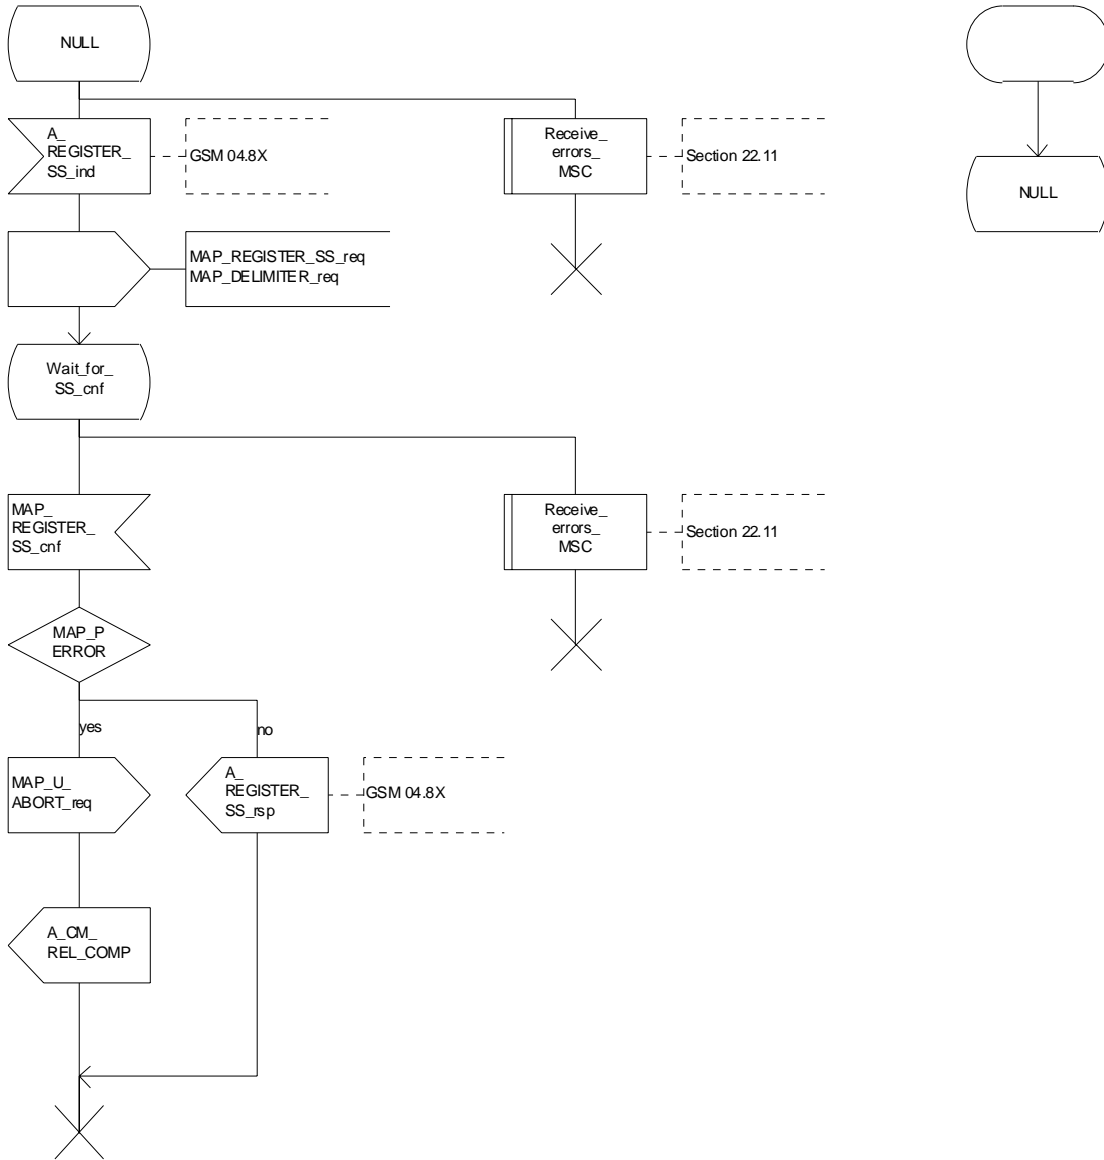 NULL
A_
REGISTER_
SS_ind
GSM 04.8X
Receive_
errors_
MSC
Section 22.11
NULL
MAP_REGISTER_SS_req
MAP_DELIMITER_req
Wait_for_
SS_cnf
MAP_
REGISTER_
SS_cnf
Receive_
errors_
MSC
Section 22.11
MAP_P
ERROR
yes
no
MAP_U_
ABORT_req
A_
REGISTER_
SS_rsp
GSM 04.8X
A_CM_
REL_COMP